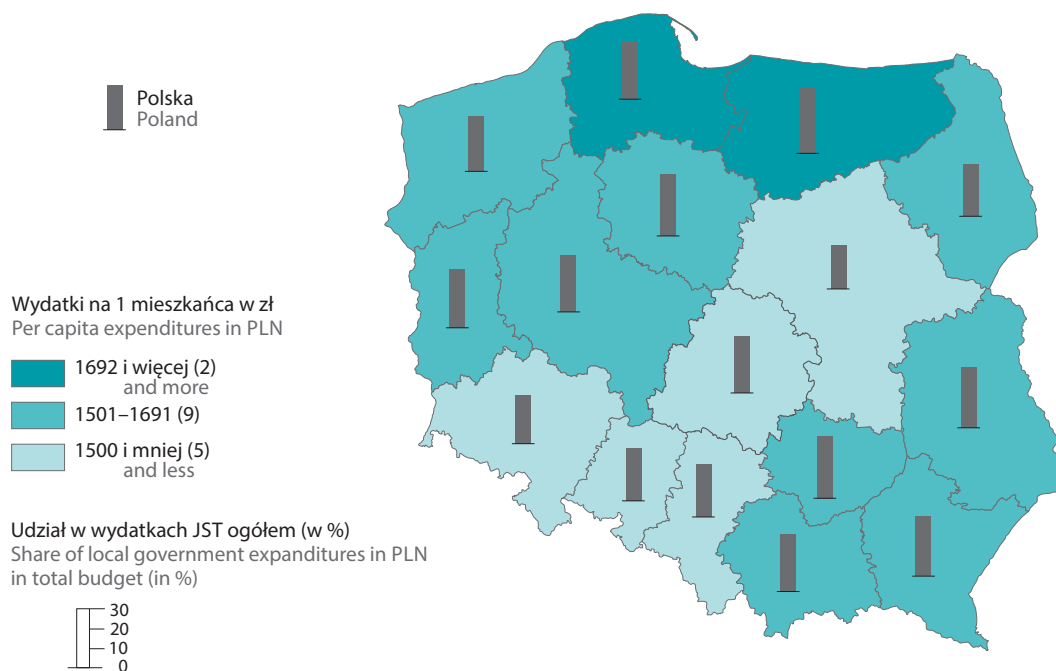 Polska
Poland
Wydatki na 1 mieszkańca w zł
Per capita expenditures in PLN
1692 i więcej (2)
and more
1501–1691 (9)
1500 i mniej (5)
and less
Udział w wydatkach JST ogółem (w %)
Share of local government expanditures in PLN
in total budget (in %)
30
20
10
0